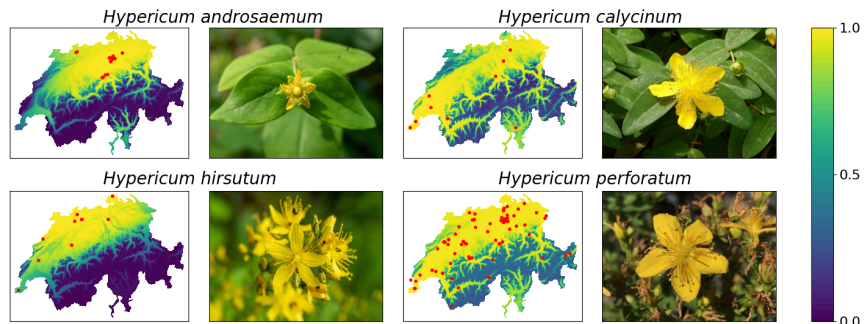 Hypericum androsaemum
Hypericum calycinum
1.0
0.5
Hypericum hirsutum
Hypericum perforatum
0.0